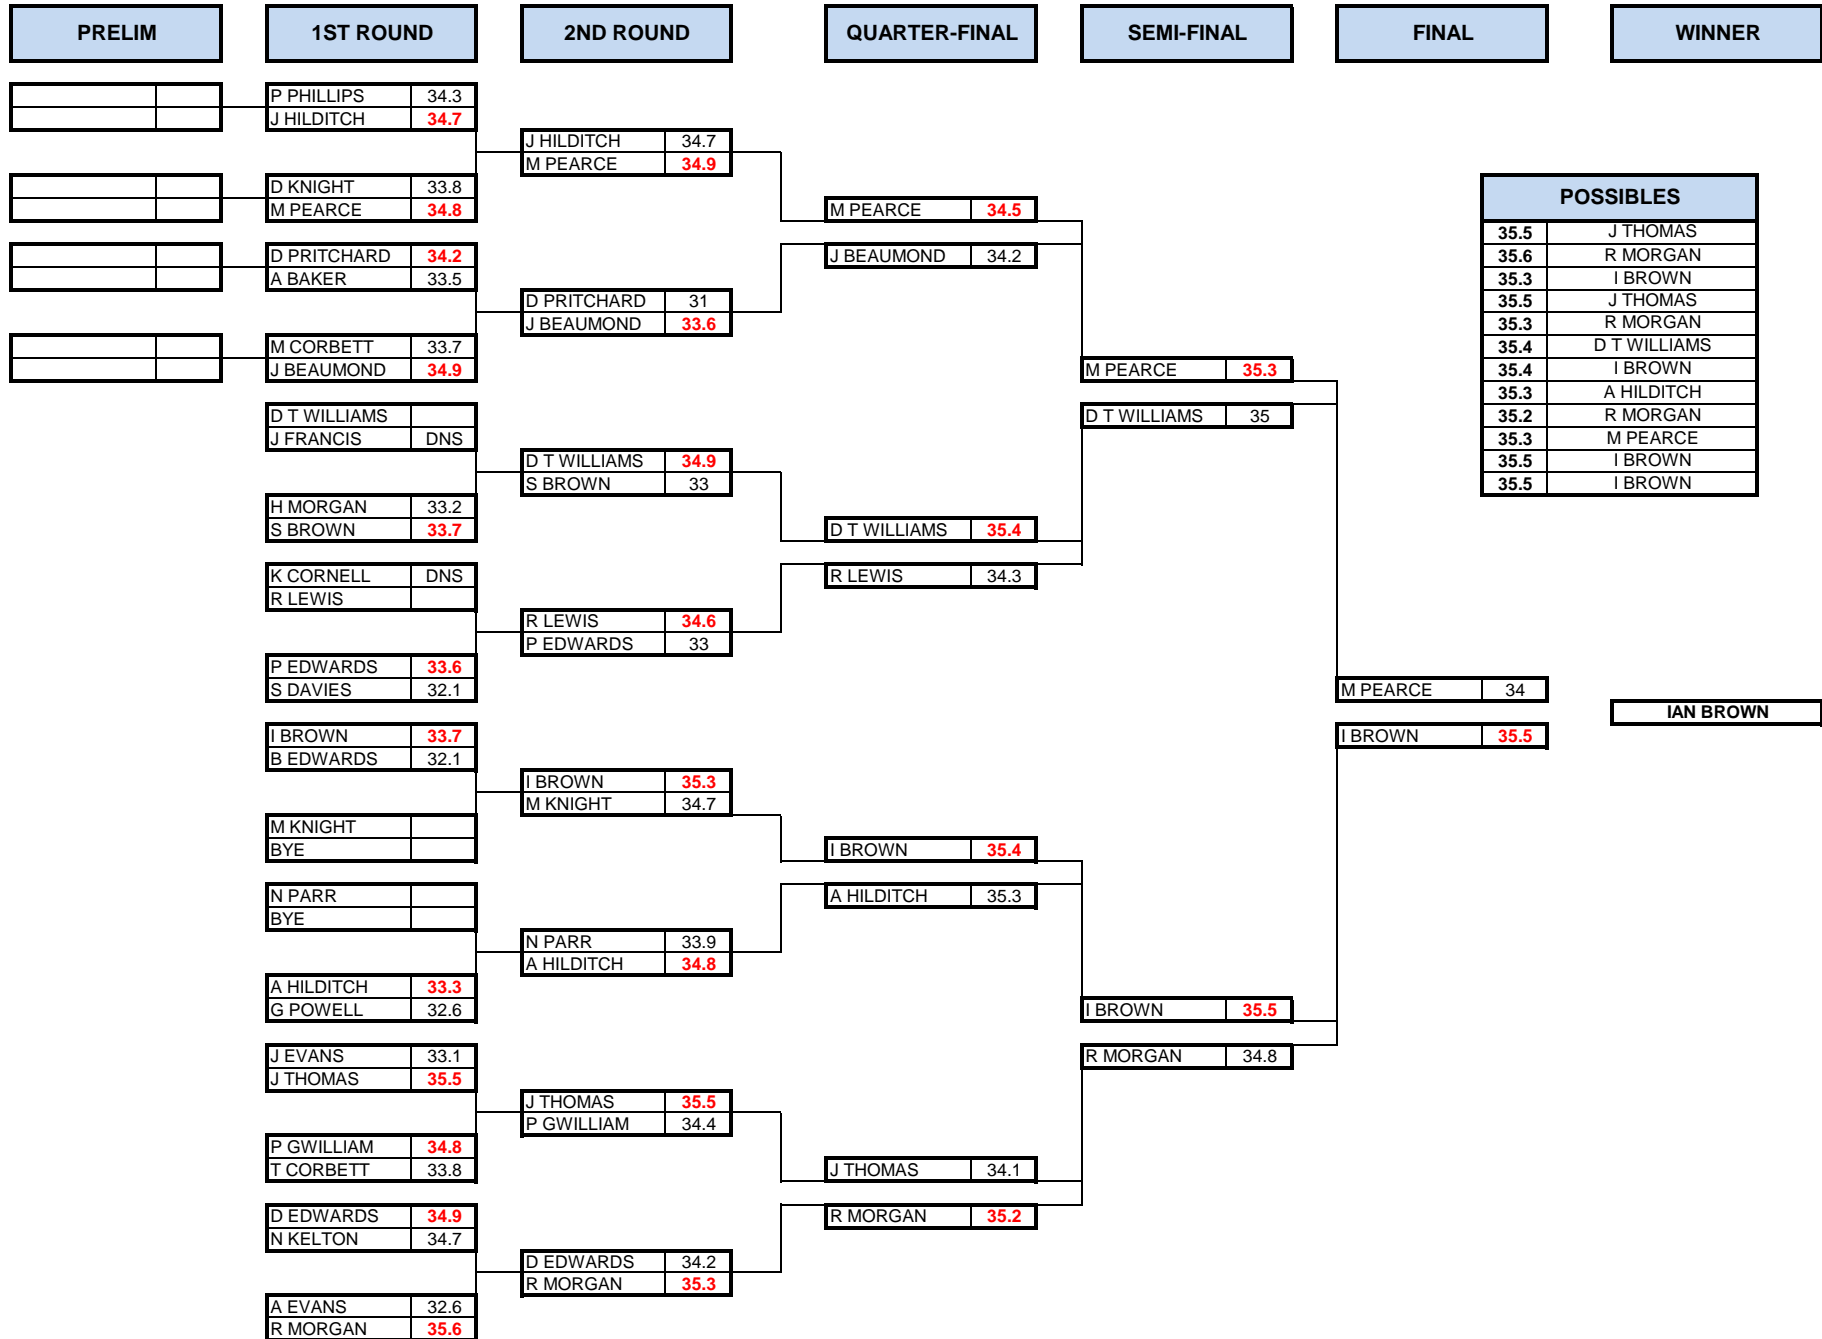 PRELIM 1ST ROUND 2ND ROUND QUARTER-FINAL SEMI-FINAL FINAL WINNER
P PHILLIPS 34.3
J HILDITCH 34.7
J HILDITCH 34.7
M PEARCE 34.9
D KNIGHT 33.8
M PEARCE 34.8
M PEARCE 34.5
J BEAUMOND 34.2
D PRITCHARD 34.2
A BAKER 33.5
D PRITCHARD 31
J BEAUMOND 33.6
M CORBETT 33.7
J BEAUMOND 34.9
M PEARCE 35.3
D T WILLIAMS 35
POSSIBLES
35.5 J THOMAS
35.6 R MORGAN
35.3 I BROWN
35.5 J THOMAS
35.3 R MORGAN
35.4 D T WILLIAMS
35.4 I BROWN
35.3 A HILDITCH
35.2 R MORGAN
35.3 M PEARCE
35.5 I BROWN
35.5 I BROWN
D T WILLIAMS
J FRANCIS DNS
D T WILLIAMS 34.9
S BROWN 33
H MORGAN 33.2
S BROWN 33.7
D T WILLIAMS 35.4
R LEWIS 34.3
K CORNELL DNS
R LEWIS
R LEWIS 34.6
P EDWARDS 33
P EDWARDS 33.6
S DAVIES 32.1
M PEARCE 34
I BROWN 35.5
IAN BROWN
I BROWN 33.7
B EDWARDS 32.1
I BROWN 35.3
M KNIGHT 34.7
M KNIGHT
BYE
I BROWN 35.4
A HILDITCH 35.3
N PARR
BYE
N PARR 33.9
A HILDITCH 34.8
A HILDITCH 33.3
G POWELL 32.6
I BROWN 35.5
R MORGAN 34.8
J EVANS 33.1
J THOMAS 35.5
J THOMAS 35.5
P GWILLIAM 34.4
P GWILLIAM 34.8
T CORBETT 33.8
J THOMAS 34.1
R MORGAN 35.2
D EDWARDS 34.9
N KELTON 34.7
D EDWARDS 34.2
R MORGAN 35.3
A EVANS 32.6
R MORGAN 35.6